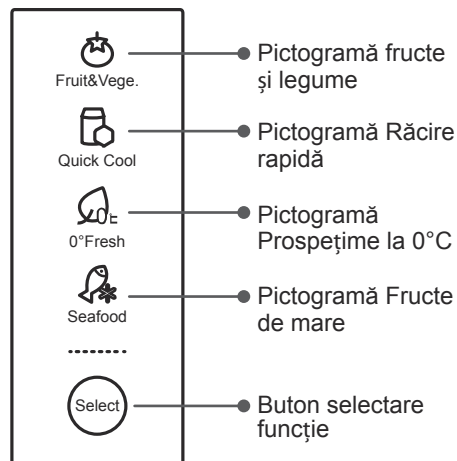 Fruit&Vege.
Pictogramă fructe
și legume
Quick Cool
Pictogramă Răcire
rapidă
0°Fresh
Pictogramă
Prospețime la 0°C
Seafood
Pictogramă Fructe
de mare
Select
Buton selectare
funcție